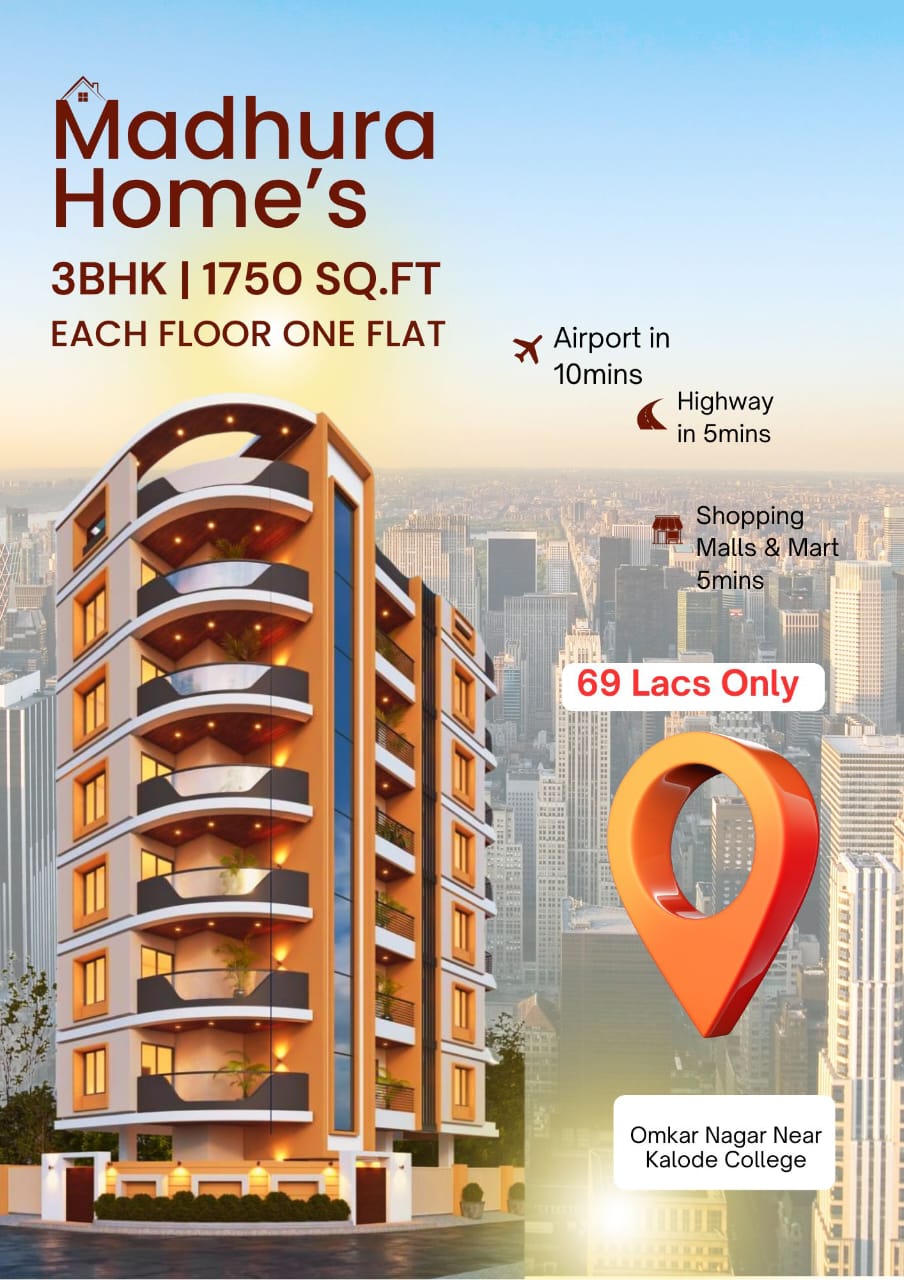 Madhura
Home’s
3BHK | 1750 SQ.FT
EACH FLOOR ONE FLAT
Airport in
10mins
Highway
in 5mins
Shopping
Malls & Mart
5mins
69 Lacs Only
Omkar Nagar Near
Kalode College